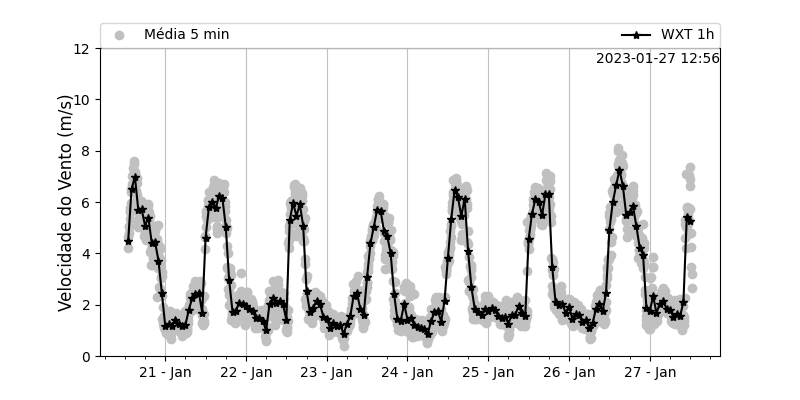 Média 5 min
WXT 1h
2023-01-27 12:56
Velocidade do Vento (m/s)
12
10
8
6
4
2
0
21 - Jan
22 - Jan
23 - Jan
24 - Jan
25 - Jan
26 - Jan
27 - Jan